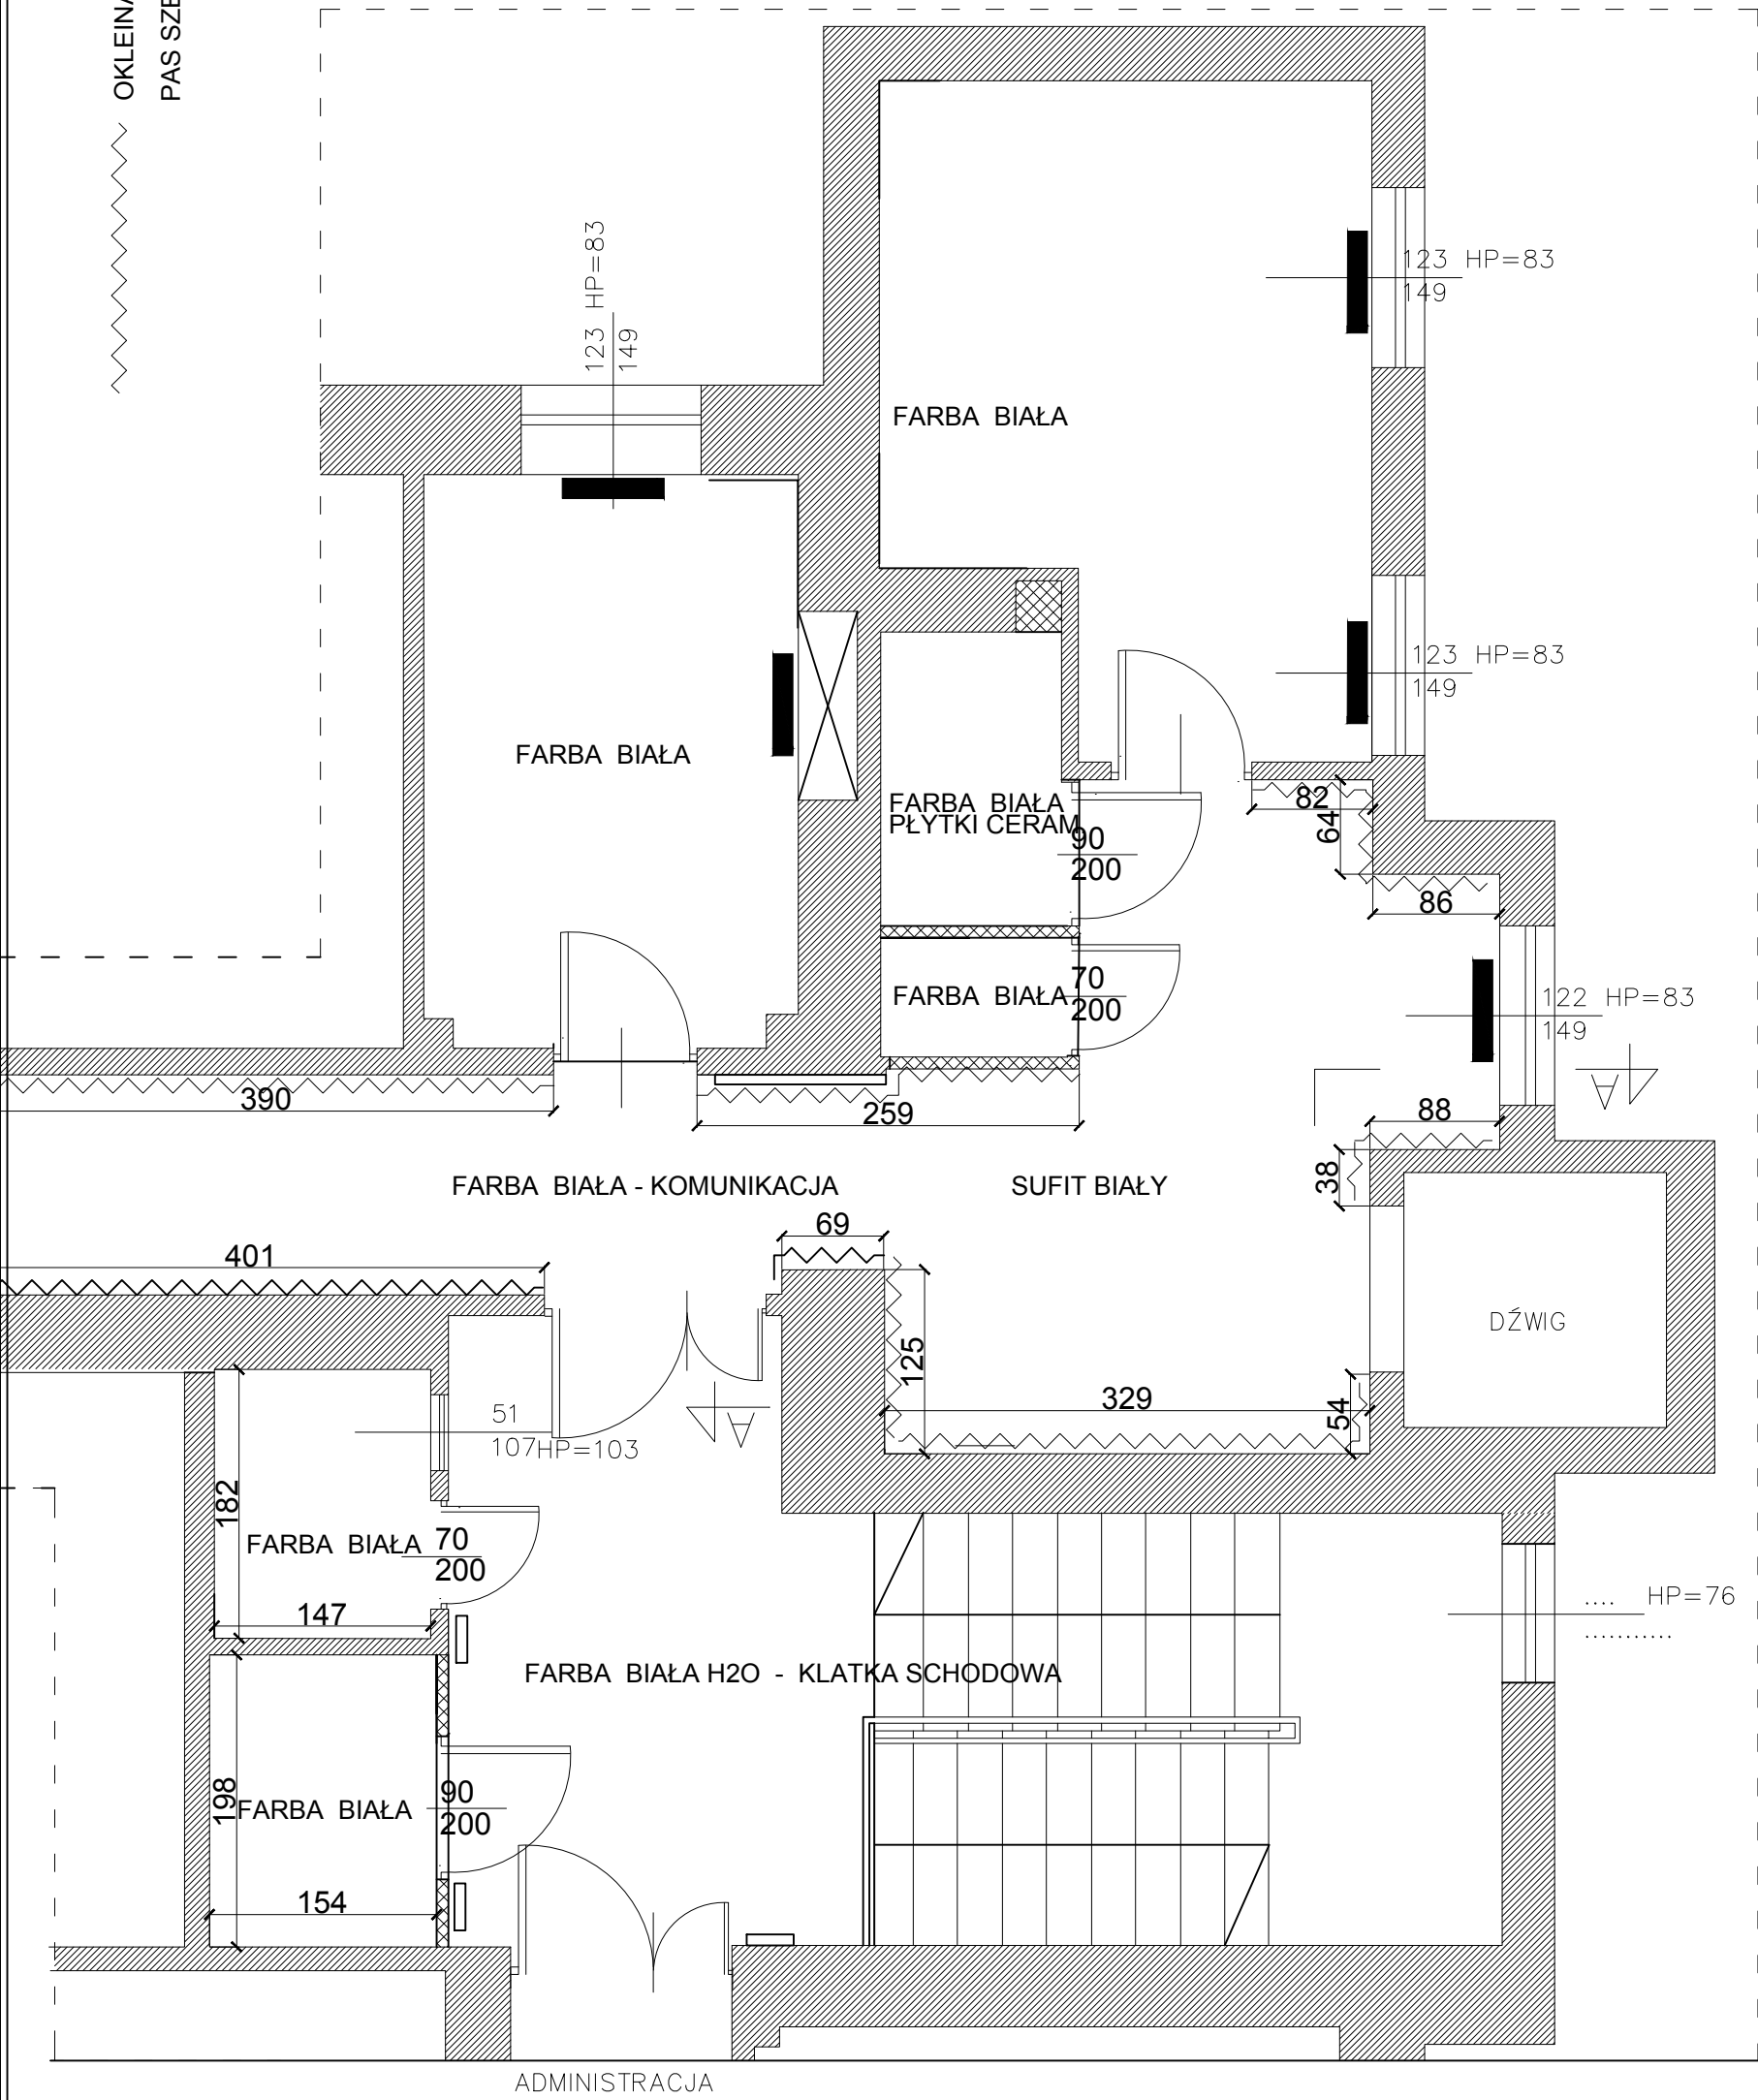 OKLEINA
PAS SZE
123 HP=83
149
123 HP=83
149
FARBA BIAŁA
123 HP=83
149
FARBA BIAŁA
FARBA BIAŁA
PŁYTKI CERAM
90
200
82
64
86
FARBA BIAŁA
70
200
122 HP=83
149
A
390
259
88
38
FARBA BIAŁA - KOMUNIKACJA
SUFIT BIAŁY
69
401
125
329
54
DŹWIG
51
107HP=103
A
182
FARBA BIAŁA
70
200
147
.... HP=76
...........
FARBA BIAŁA H2O - KLATKA SCHODOWA
198
FARBA BIAŁA
90
200
154
ADMINISTRACJA